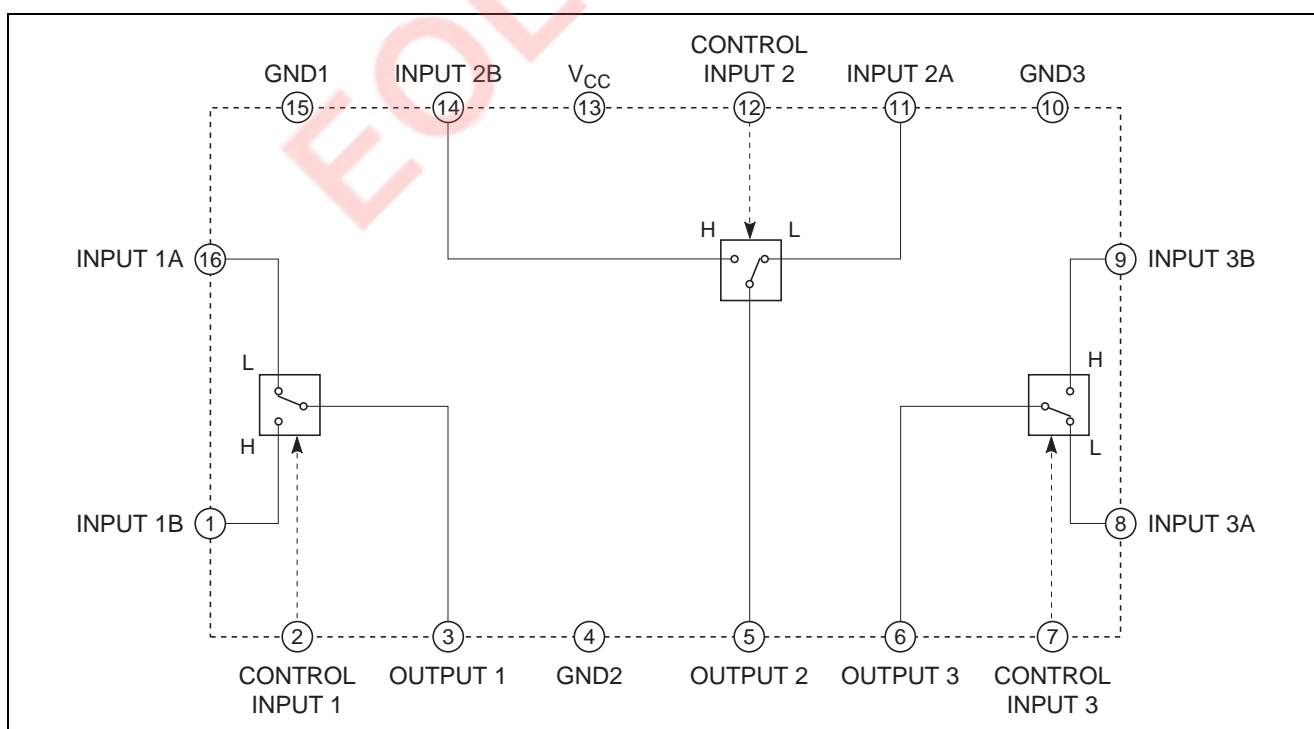 EOL
CONTROL
GND1 INPUT 2B VCC INPUT 2 INPUT 2A GND3
15 14 13 12 11 10
H L
INPUT 1A 16 9 INPUT 3B
L H
H L
INPUT 1B 1 8 INPUT 3A
2 3 4 5 6 7
CONTROL OUTPUT 1 GND2 OUTPUT 2 OUTPUT 3 CONTROL
INPUT 1 INPUT 3